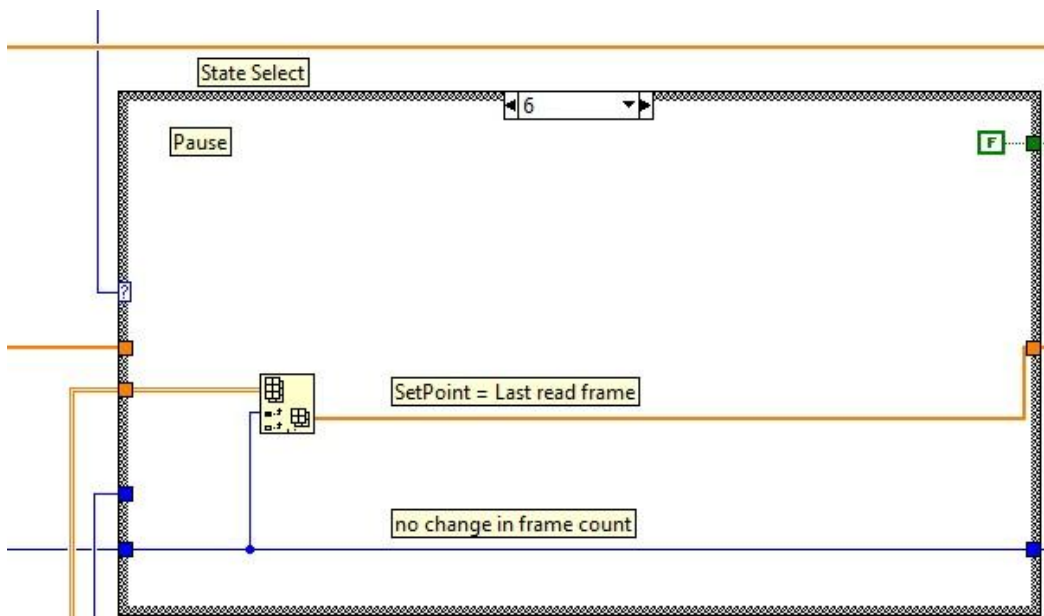 State Select
6
Pause
F
?
SetPoint = Last read frame
no change in frame count